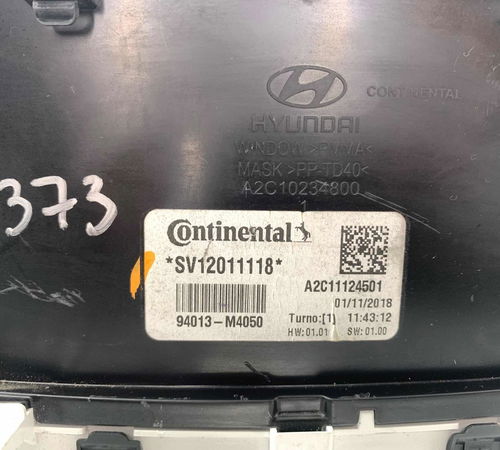 CONTINENTAL
HYUNDAI
WINDOW >PMMA<
MASK >PP-TD40<
A2C10234800
1
373
Continental
*SV12011118*
A2C11124501
01/11/2018
94013-M4050
Turno:[1] 11:43:12
HW:01.01 SW:01.00